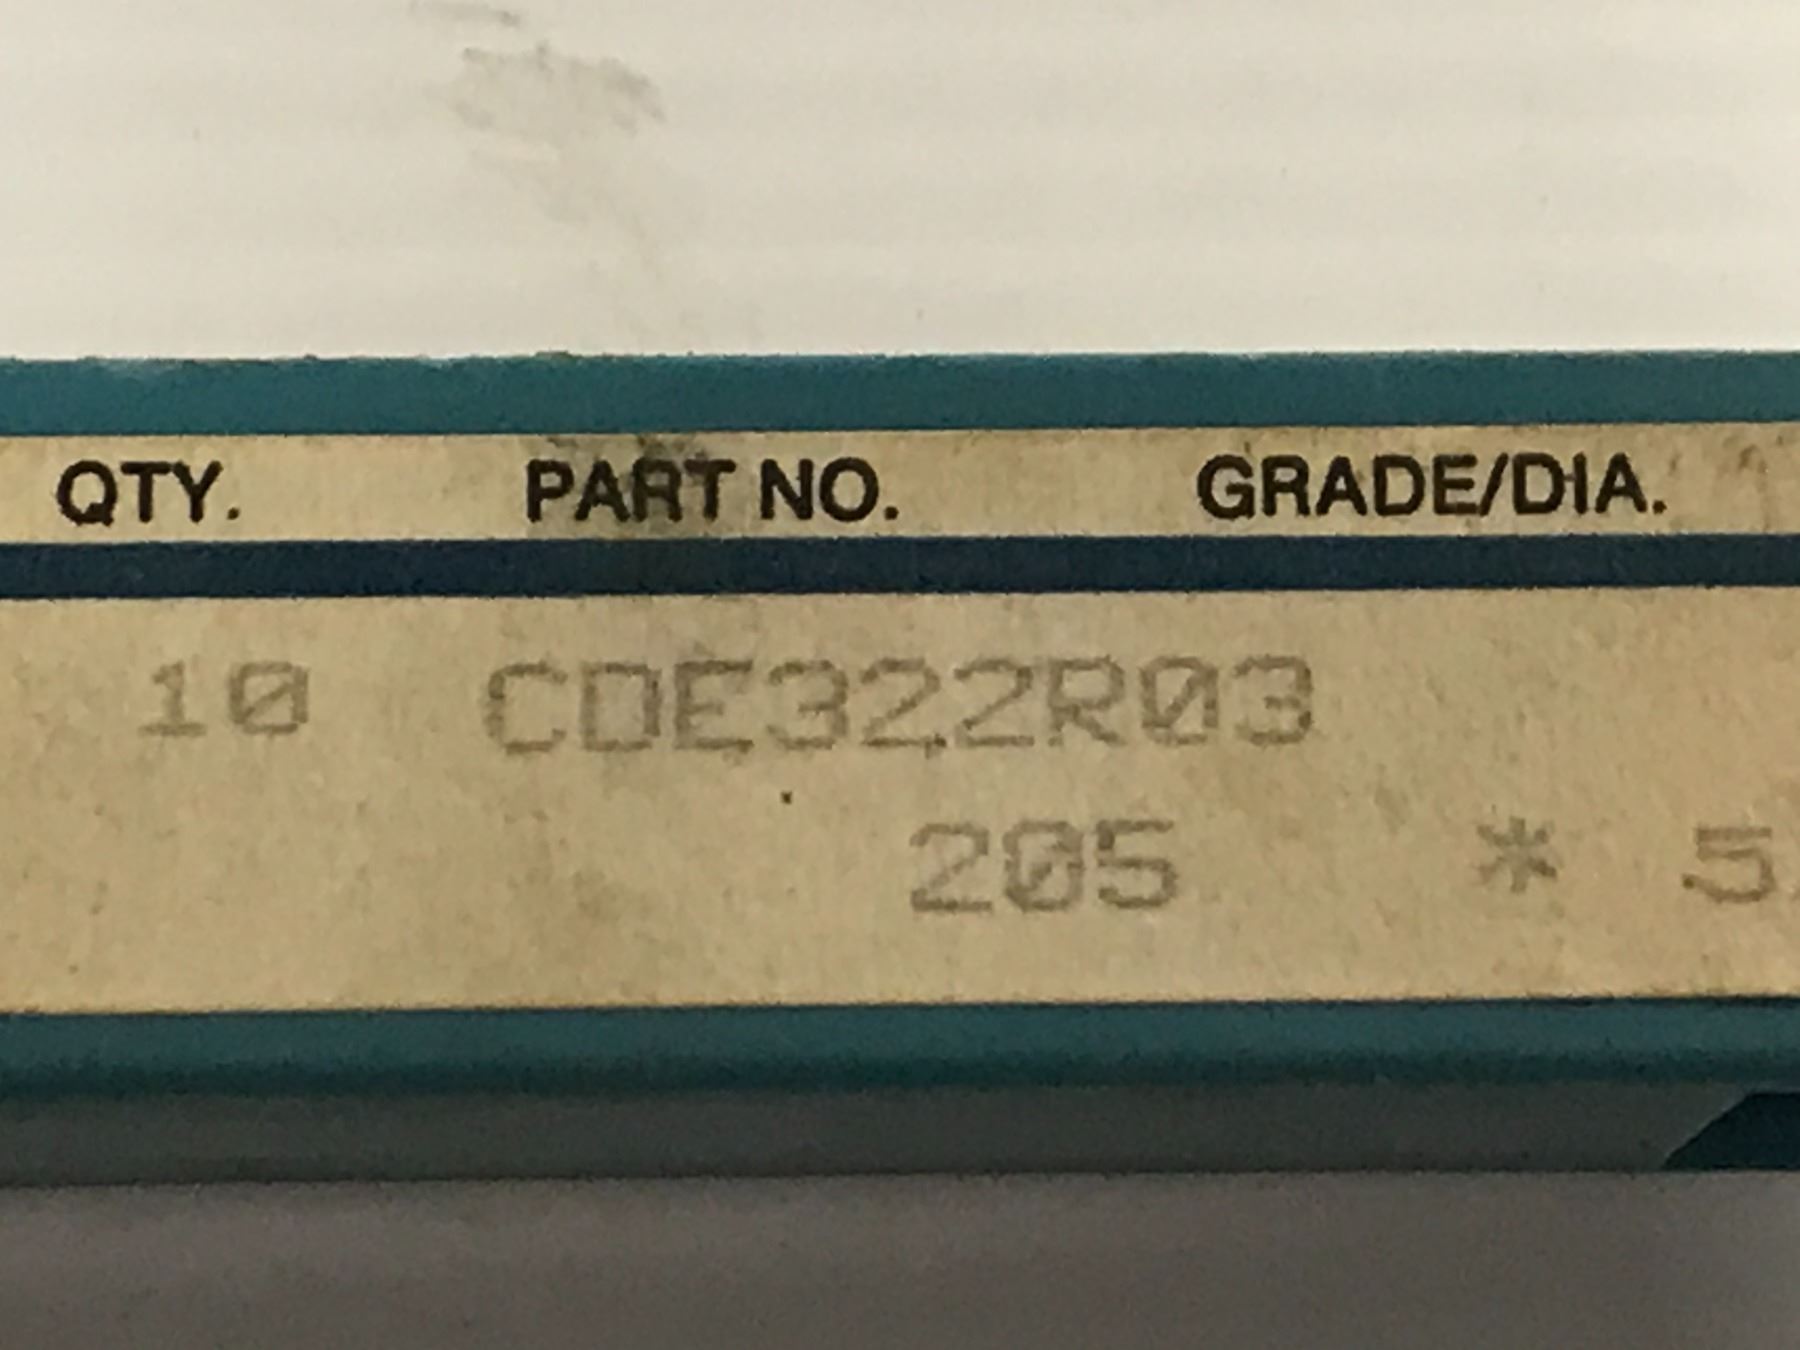 QTY. PART NO. GRADE/DIA.
10 CDE322R03
205 * 5